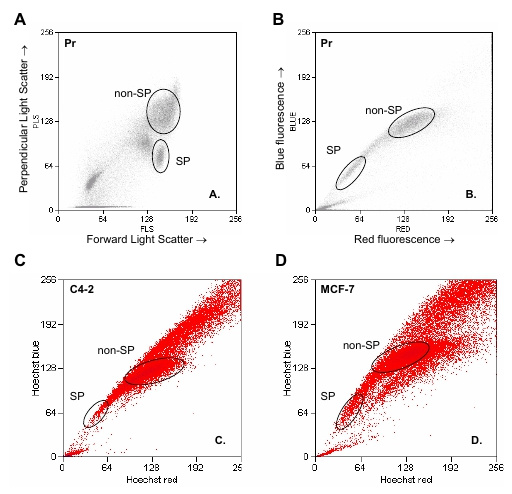 A
B
256
Pr
192
128
64
0
non-SP
SP
A.
0
64
128
192
256
FLS
Forward Light Scatter →
Perpendicular Light Scatter →
PLS
256
Pr
192
128
64
0
non-SP
SP
B.
0
64
128
192
256
RED
Red fluorescence →
Blue fluorescence →
BLUE
C
D
256
C4-2
192
128
64
0
non-SP
SP
C.
0
64
128
192
25
Hoechst red
Hoechst blue
256
MCF-7
192
128
64
0
non-SP
SP
D.
0
64
128
192
256
Hoechst red
Hoechst blue